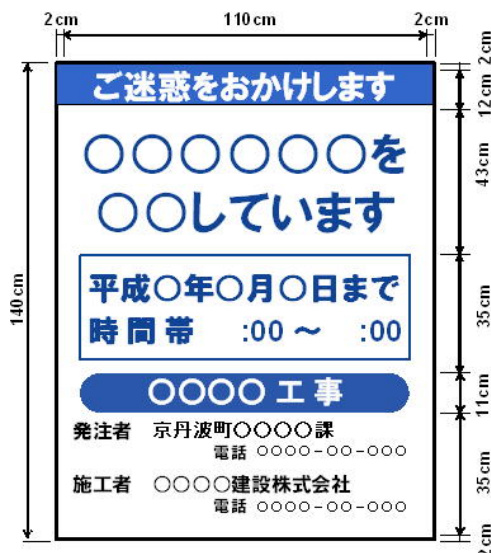 2cm 110cm 2cm
2cm
12cm
43cm
35cm
11cm
35cm
2cm
140cm
ご迷惑をおかけします
○○○○○○を
○○しています
平成○年○月○日まで
時間帯 :00～ :00
○○○○工事
発注者 京丹波町○○○○課
電話 ○○○○-○○-○○○
施工者 ○○○○建設株式会社
電話 ○○○○-○○-○○○